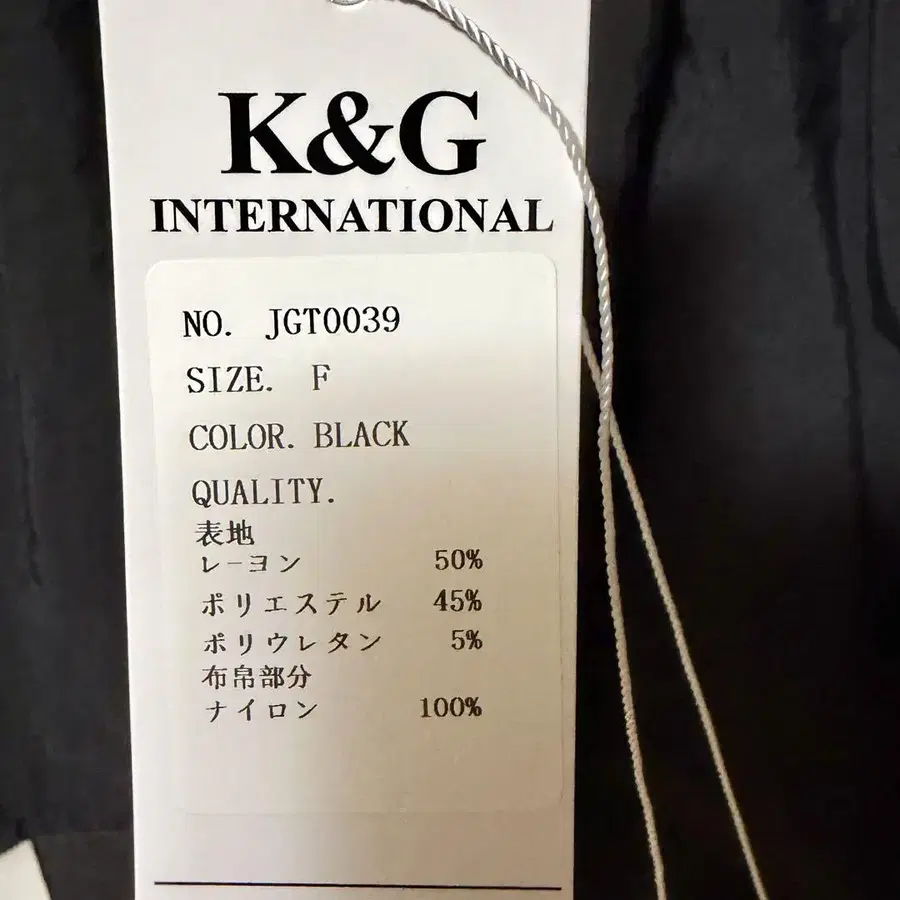 K&G
INTERNATIONAL
NO. JGT0039
SIZE. F
COLOR. BLACK
QUALITY.
表地
レーヨン 50%
ポリエステル 45%
ポリウレタン 5%
布帛部分
ナイロン 100%